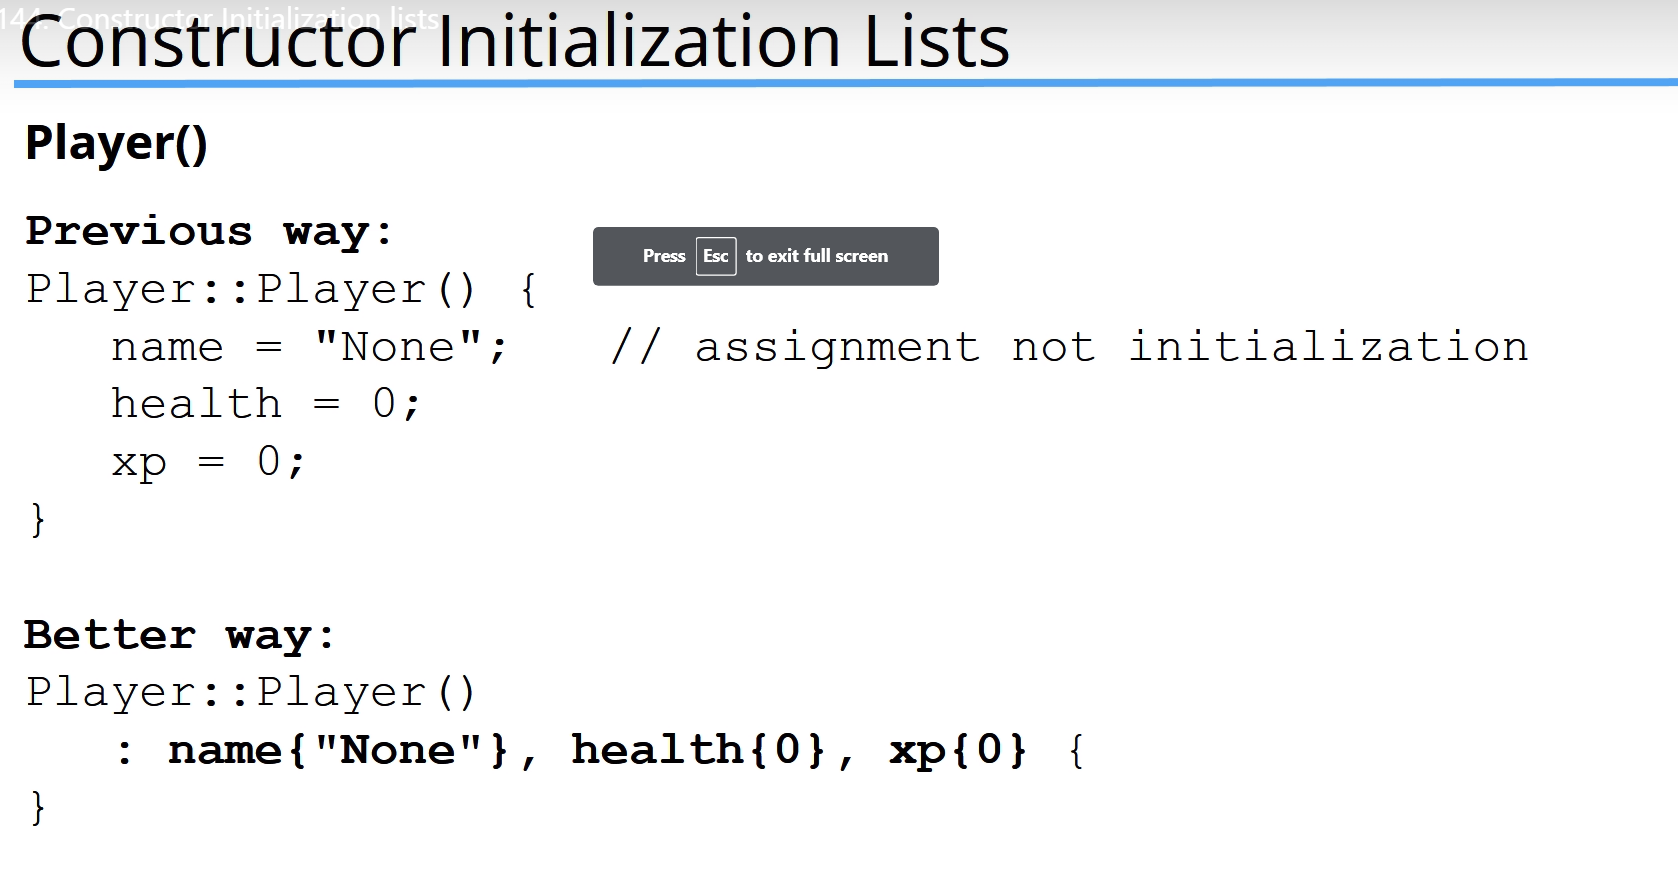 144. Constructor Initialization lists
Constructor Initialization Lists
Player()
Previous way:
Press Esc to exit full screen
Player::Player() {
name = "None";   // assignment not initialization
health = 0;
xp = 0;
}
Better way:
Player::Player()
: name{"None"}, health{0}, xp{0} {
}